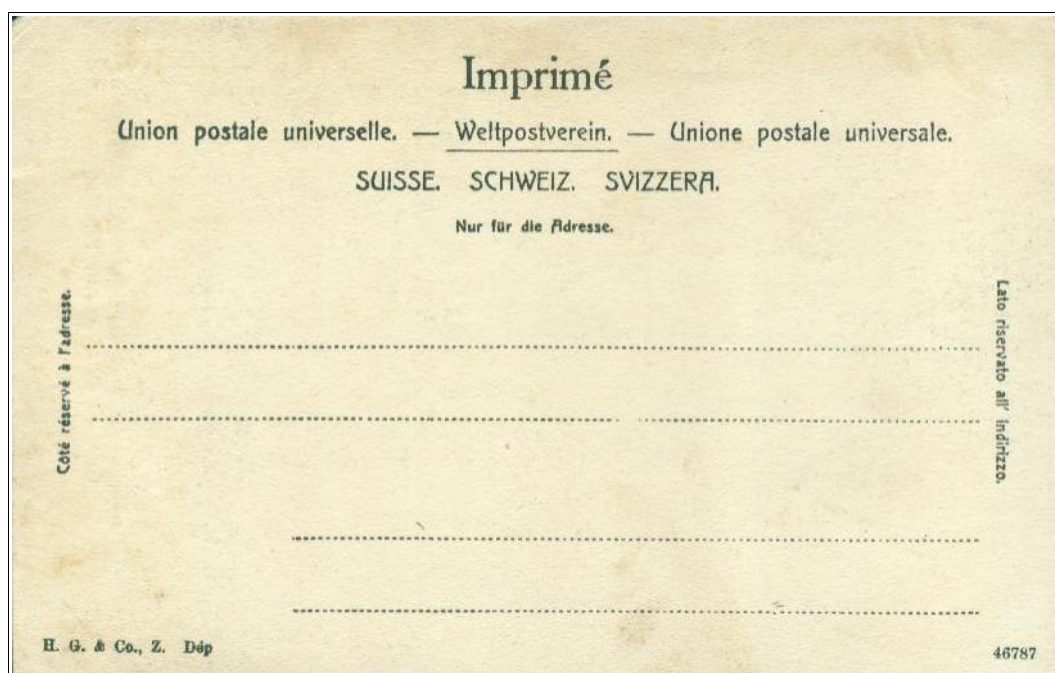 Imprimé
Union postale universelle. — Weltpostverein. — Unione postale universale.
SUISSE. SCHWEIZ. SVIZZERA.
Nur für die Adresse.
Côté réservé à l'adresse.
Lato riservato all' indirizzo.
H. G. & Co., Z. Dép
46787